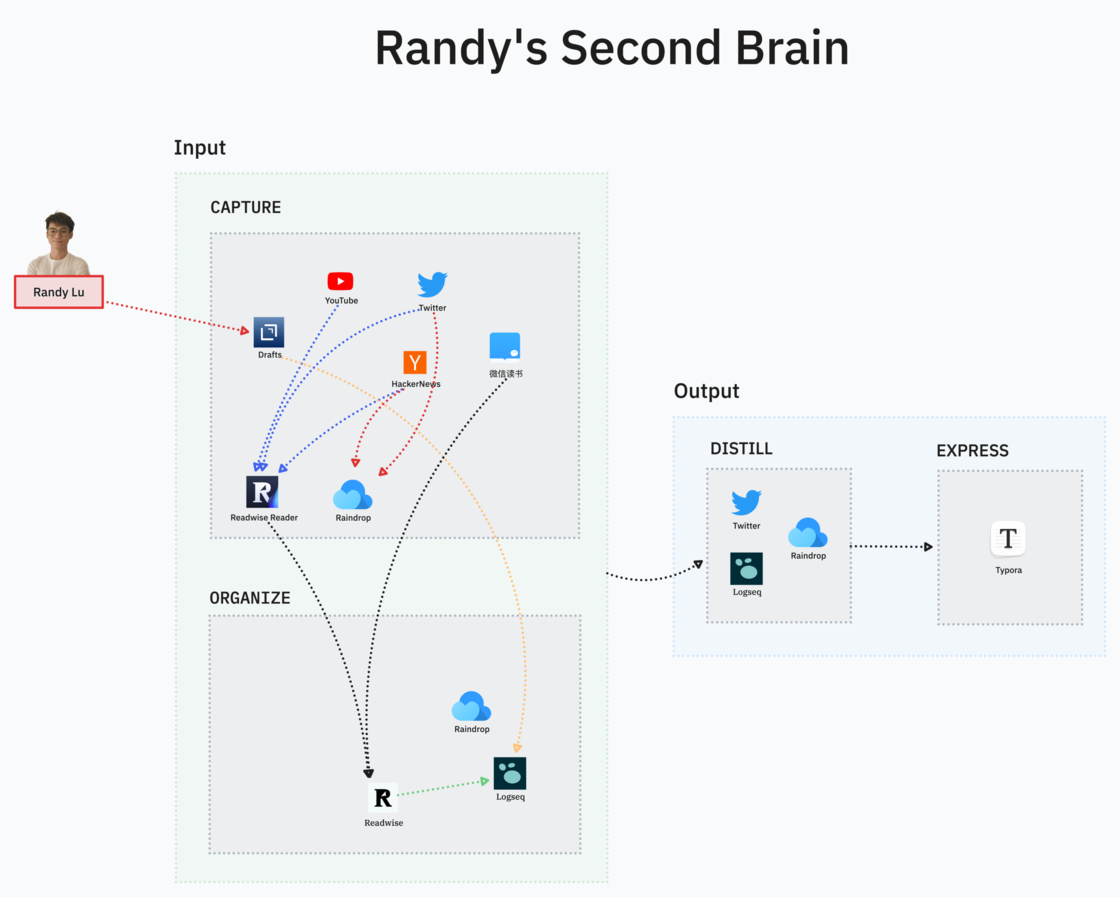 Randy's Second Brain
Input
CAPTURE
Randy Lu
YouTube
Twitter
Drafts
HackerNews
微信读书
Readwise Reader
Raindrop
ORGANIZE
Raindrop
Logseq
Readwise
Output
DISTILL
EXPRESS
Twitter
Raindrop
Logseq
Typora